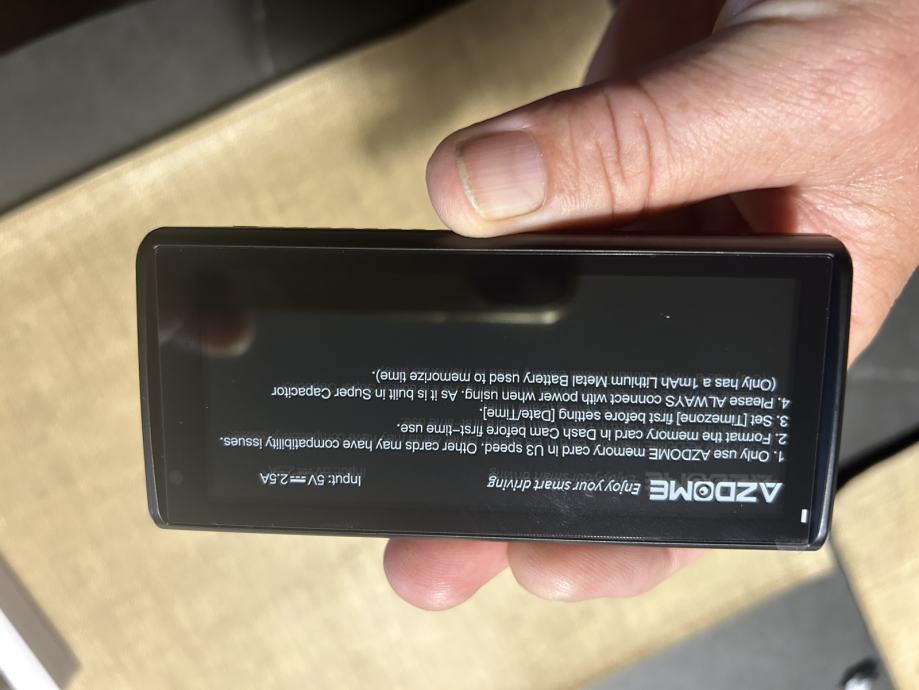 AZDOME Enjoy your smart driving Input: 5V⎓2.5A
1. Only use AZDOME memory card in U3 speed. Other cards may have compatibility issues.
2. Format the memory card in Dash Cam before first-time use.
3. Set [Timezone] first before setting [Date/Time].
4. Please ALWAYS connect with power when using. As it is built in Super Capacitor
(Only has a 1mAh Lithium Metal Battery used to memorize time).